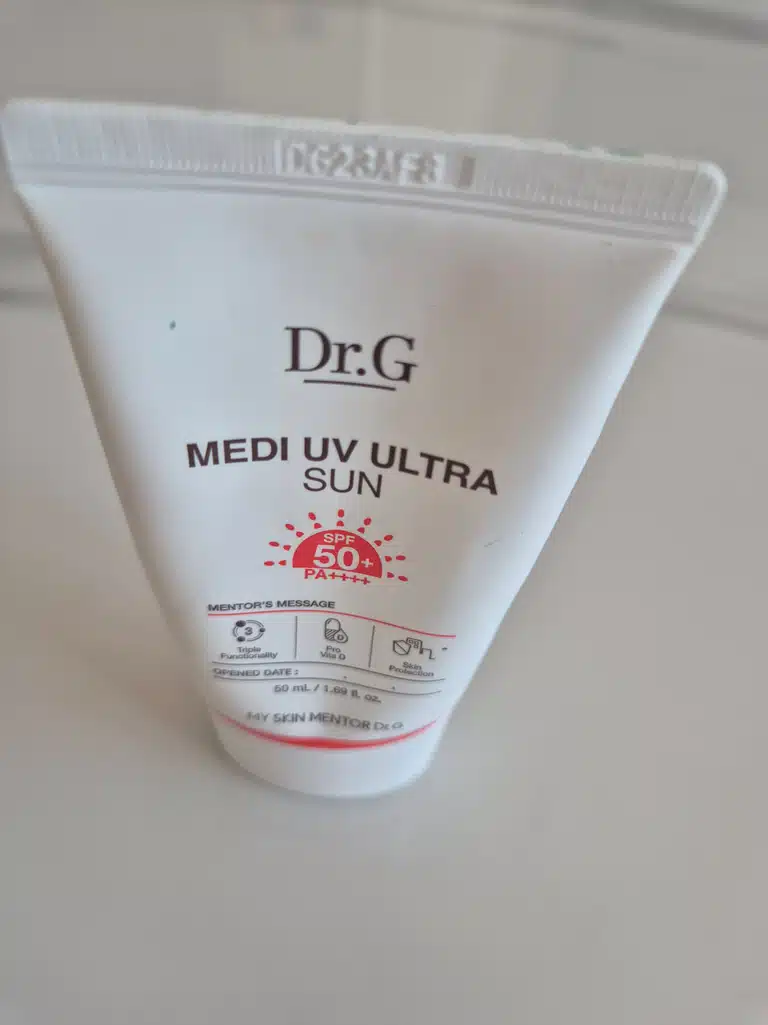 Dr.G
MEDI UV ULTRA
SUN
SPF
50+
PA++++
MENTOR'S MESSAGE
3
Triple
Functionality
D
Pro
Vita D
Skin
Protection
OPENED DATE :
50 mL / 1.69 fl. oz.
MY SKIN MENTOR Dr.G